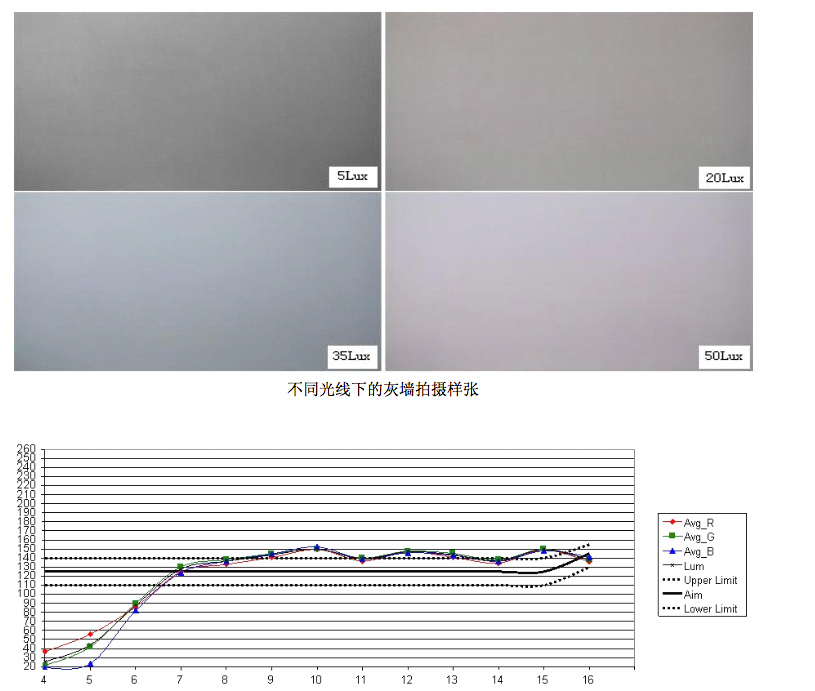 5Lux
20Lux
35Lux
50Lux
不同光线下的灰墙拍摄样张
260
250
240
230
220
210
200
190
180
170
160
150
140
130
120
110
100
90
80
70
60
50
40
30
20
4 5 6 7 8 9 10 11 12 13 14 15 16
Avg_R
Avg_G
Avg_B
Lum
Upper Limit
Aim
Lower Limit